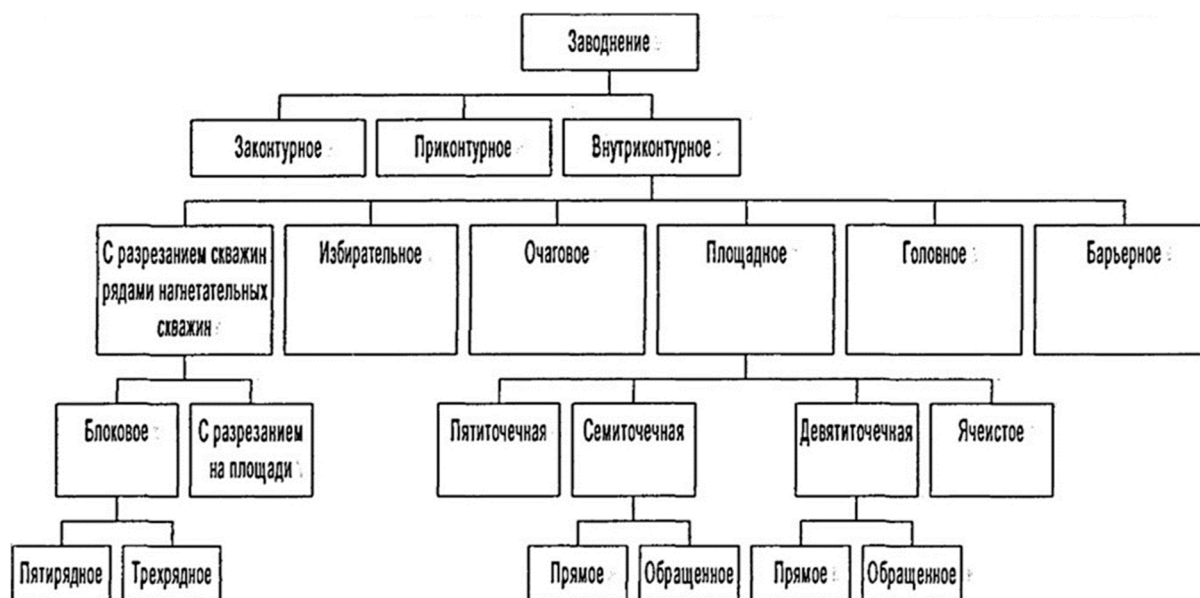 Заводнение
Законтурное
Приконтурное
Внутриконтурное
С разрезанием скважин
рядами нагнетательных
скважин
Избирательное
Очаговое
Площадное
Головное
Барьерное
Блоковое
С разрезанием
на площади
Пятиточечная
Семиточечная
Девятиточечная
Ячеистое
Пятирядное
Трехрядное
Прямое
Обращенное
Прямое
Обращенное